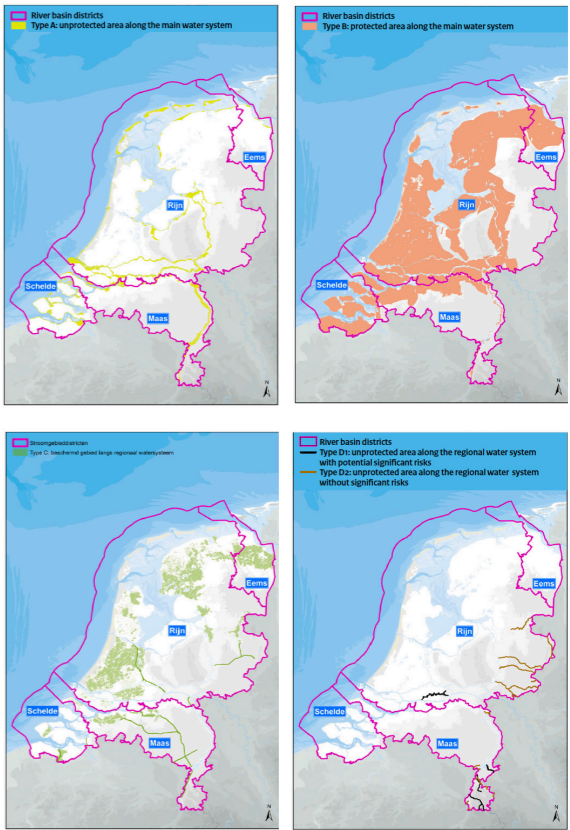 River basin districts
Type A: unprotected area along the main water system
Eems
Rijn
Schelde
Maas
N
River basin districts
Type B: protected area along the main water system
Eems
Rijn
Schelde
Maas
N
Stroomgebieddistricten
Type C: beschermd gebied langs regionaal watersysteem
Eems
Rijn
Schelde
Maas
N
River basin districts
Type D1: unprotected area along the regional water system
with potential significant risks
Type D2: unprotected area along the regional water system
without significant risks
Eems
Rijn
Schelde
Maas
N